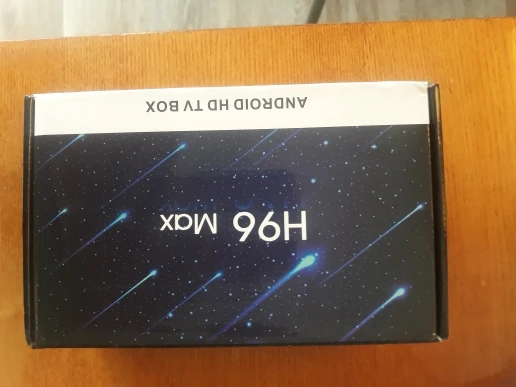 H96 Max
ANDROID HD TV BOX